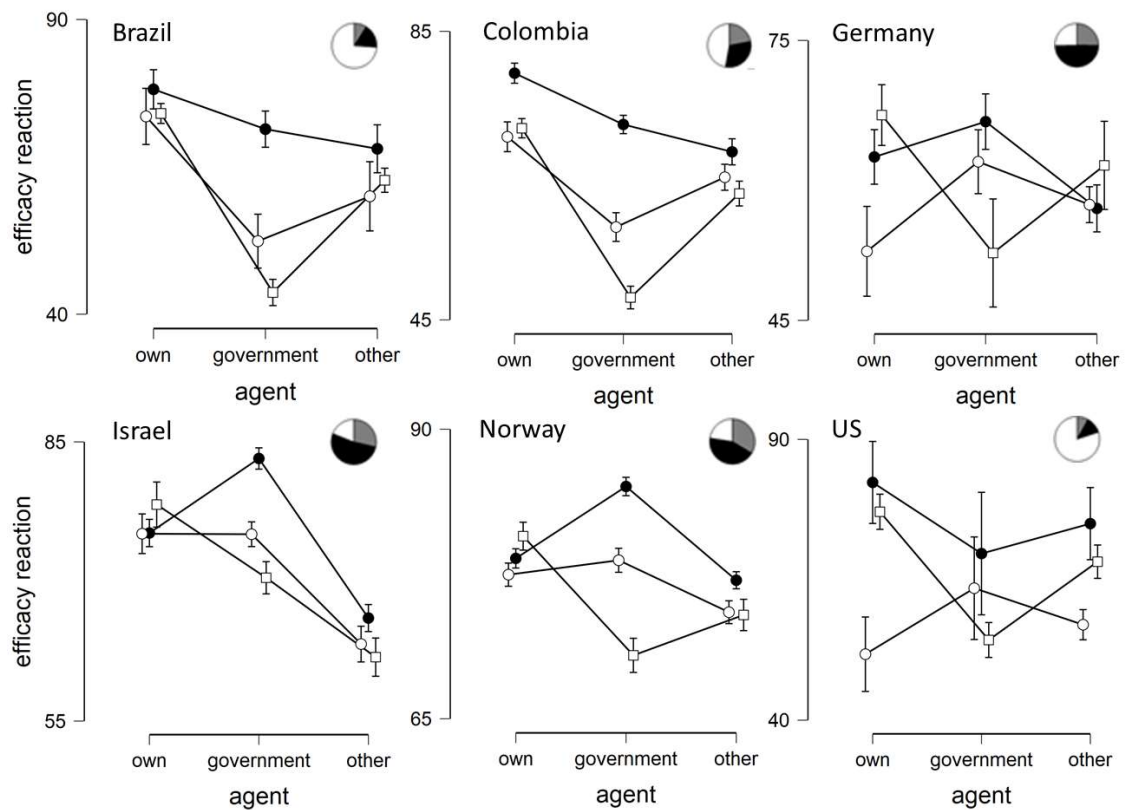 90
Brazil
efficacy reaction
40
own
government
other
agent
85
Colombia
45
own
government
other
agent
75
Germany
45
own
government
other
agent
85
Israel
efficacy reaction
55
own
government
other
agent
90
Norway
65
own
government
other
agent
90
US
40
own
government
other
agent